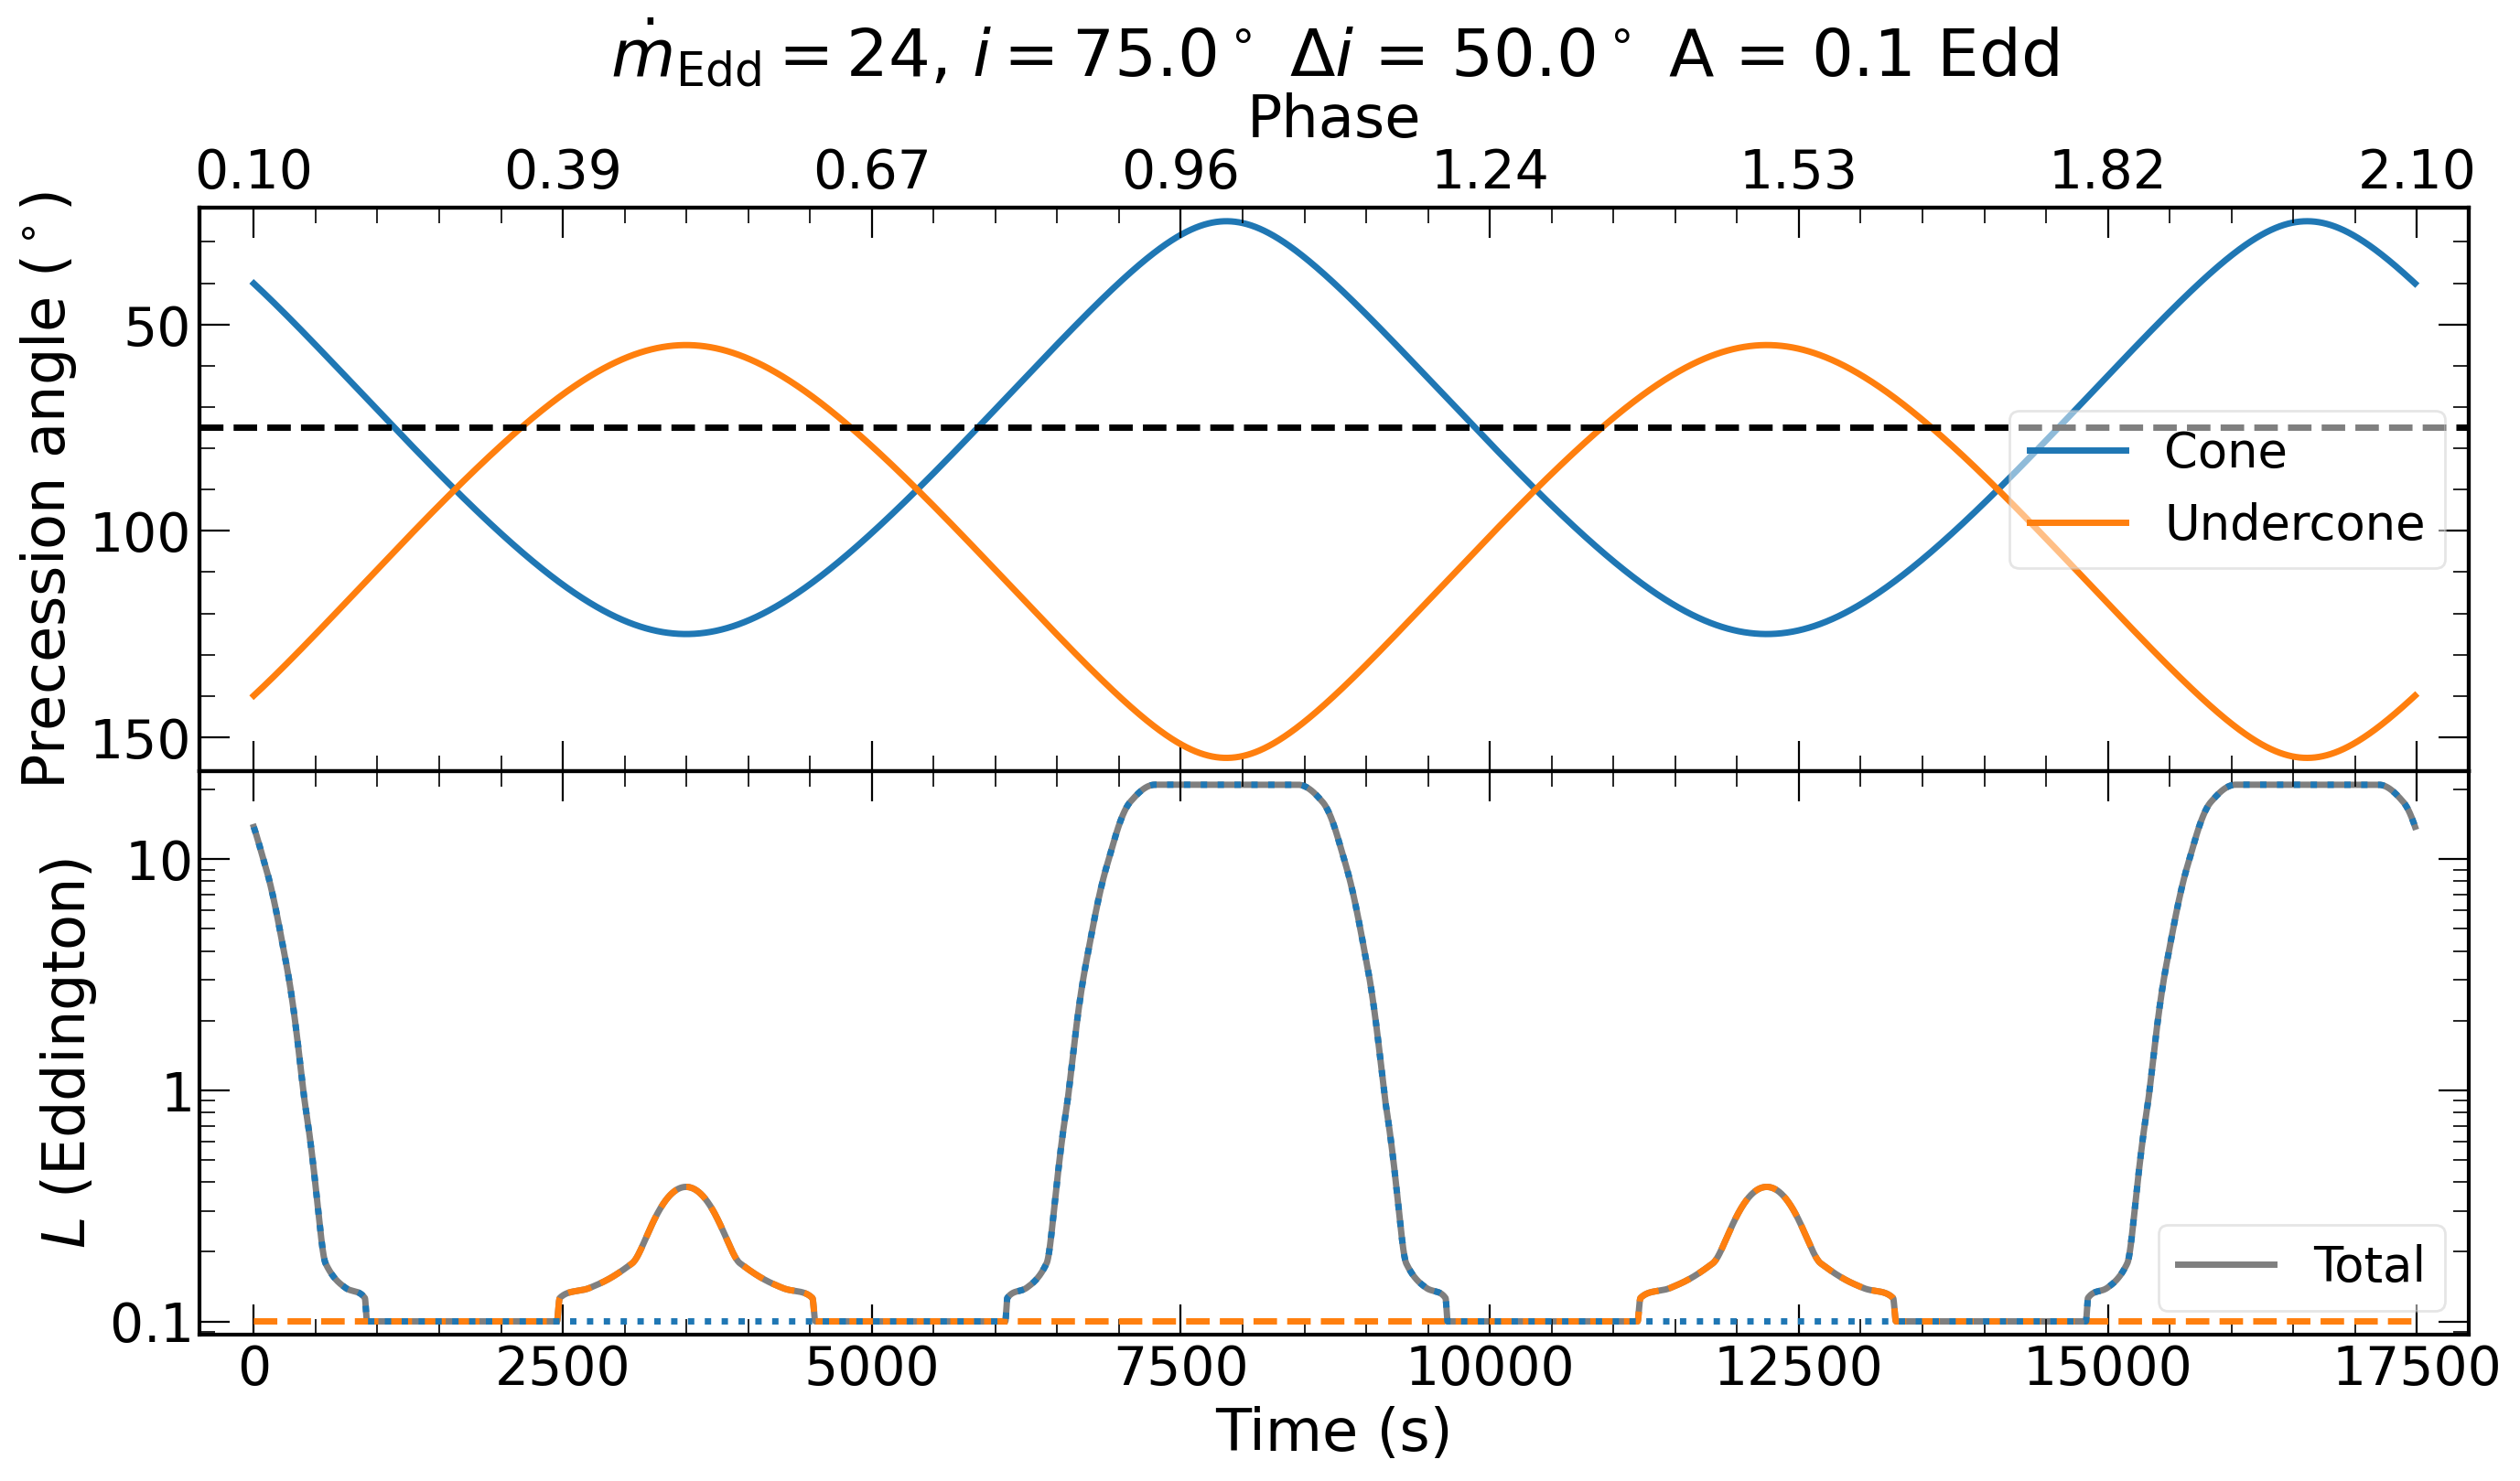 ṁEdd = 24, i = 75.0° Δi = 50.0° A = 0.1 Edd
Phase
0.10 0.39 0.67 0.96 1.24 1.53 1.82 2.10
Precession angle (°)
50
100
150
Cone
Undercone
L (Eddington)
10
1
0.1
Total
0 2500 5000 7500 10000 12500 15000 17500
Time (s)